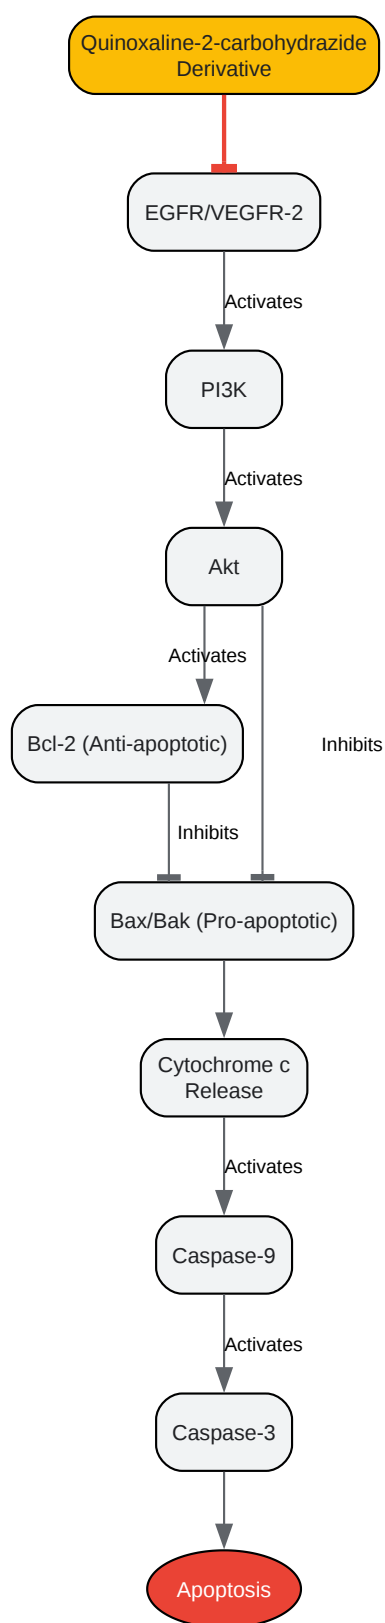 Quinoxaline-2-carbohydrazide
Derivative
EGFR/VEGFR-2
Activates
PI3K
Activates
Akt
Activates
Bcl-2 (Anti-apoptotic)
Inhibits
Inhibits
Bax/Bak (Pro-apoptotic)
Cytochrome c
Release
Activates
Caspase-9
Activates
Caspase-3
Apoptosis